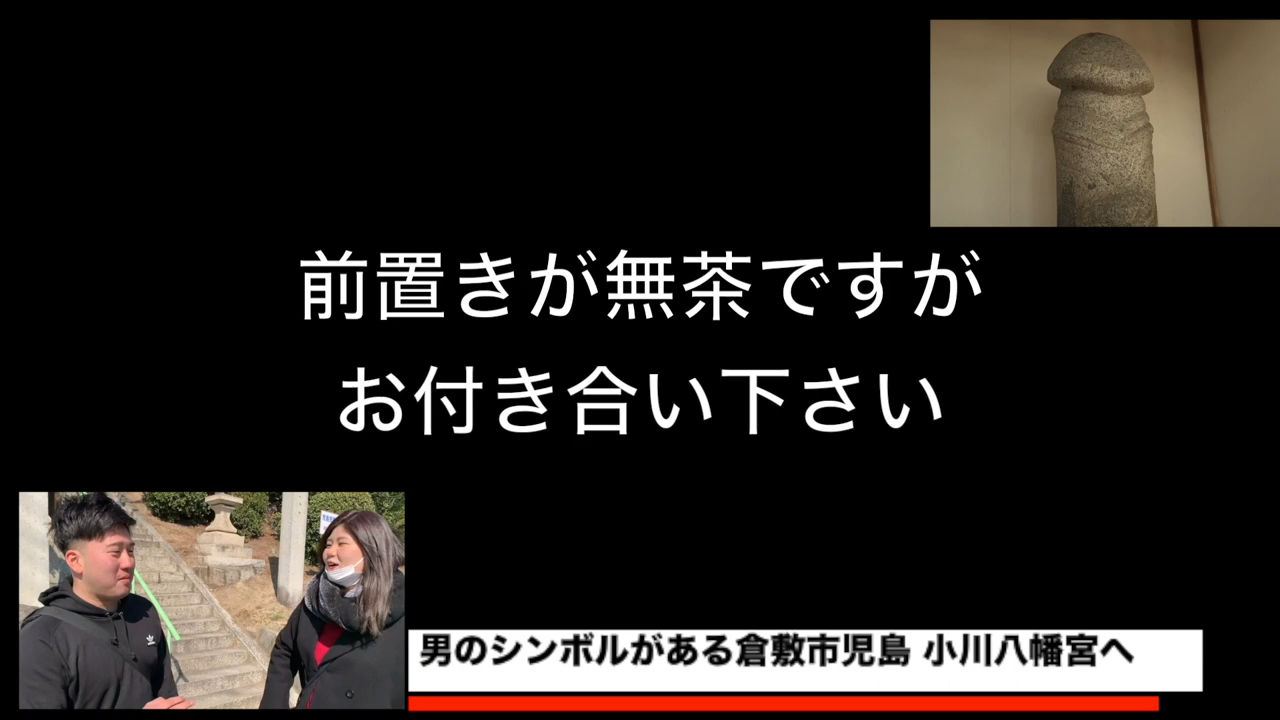 前置きが無茶ですが
お付き合い下さい
男のシンボルがある倉敷市児島 小川八幡宮へ